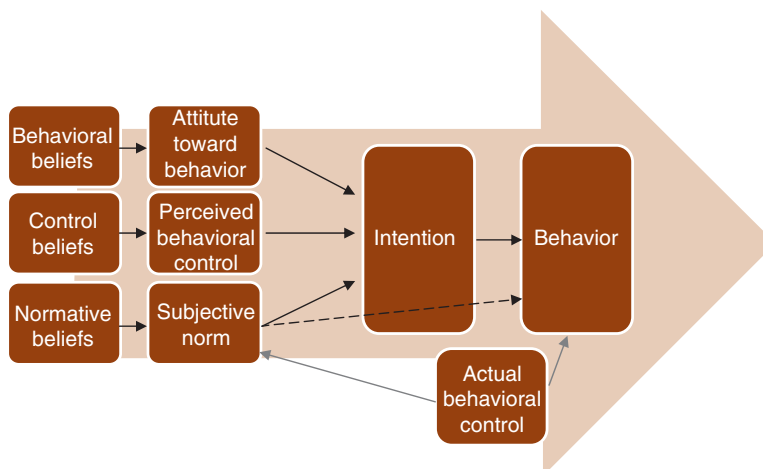 Behavioral
beliefs
Attitute
toward
behavior
Control
beliefs
Perceived
behavioral
control
Normative
beliefs
Subjective
norm
Intention
Behavior
Actual
behavioral
control